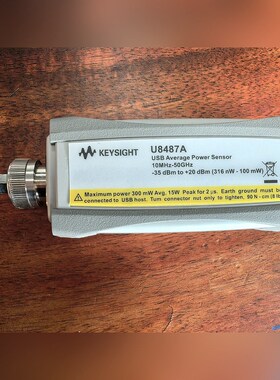 KEYSIGHT
U8487A
USB Average Power Sensor
10MHz-50GHz
-35 dBm to +20 dBm (316 nW - 100 mW)
Maximum power 300 mW Avg. 15W Peak for 2 µs. Earth ground must be
connected to USB host. Turn connector nut only to tighten, 90 N-cm (8 lb